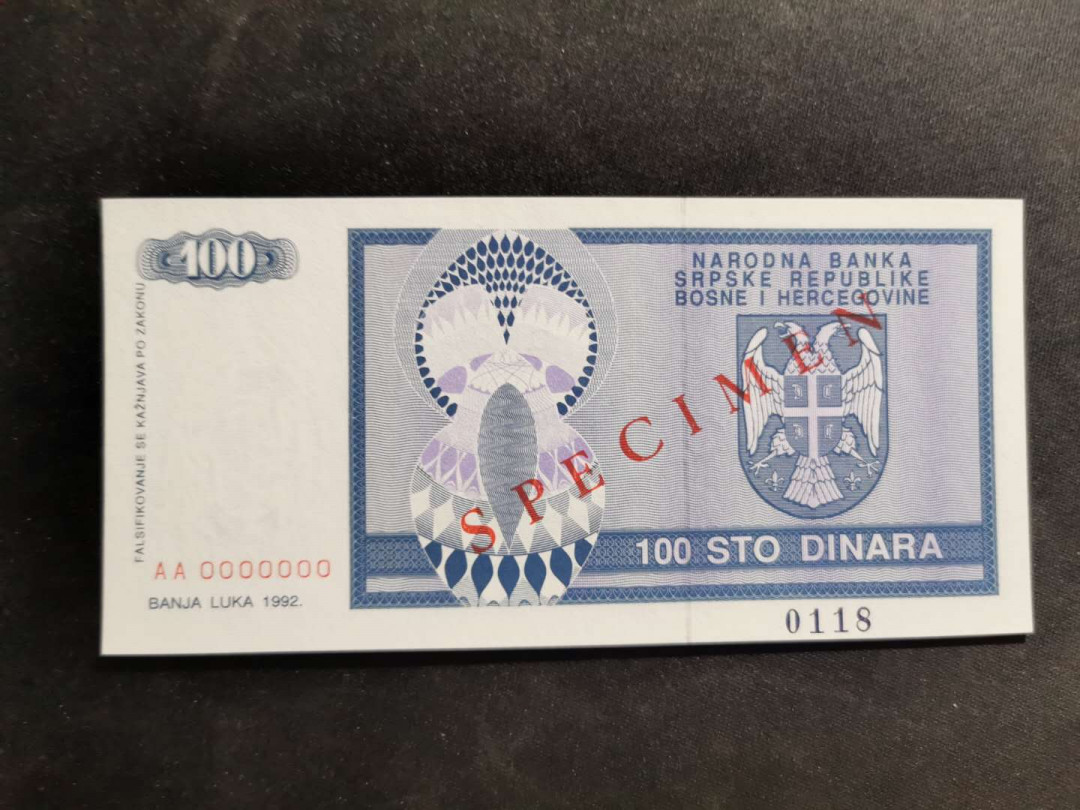 100
FALSIFIKOVANJE SE KAŽNJAVA PO ZAKONU
NARODNA BANKA
SRPSKE REPUBLIKE
BOSNE I HERCEGOVINE
SPECIMEN
100 STO DINARA
AA 0000000
BANJA LUKA 1992.
0118